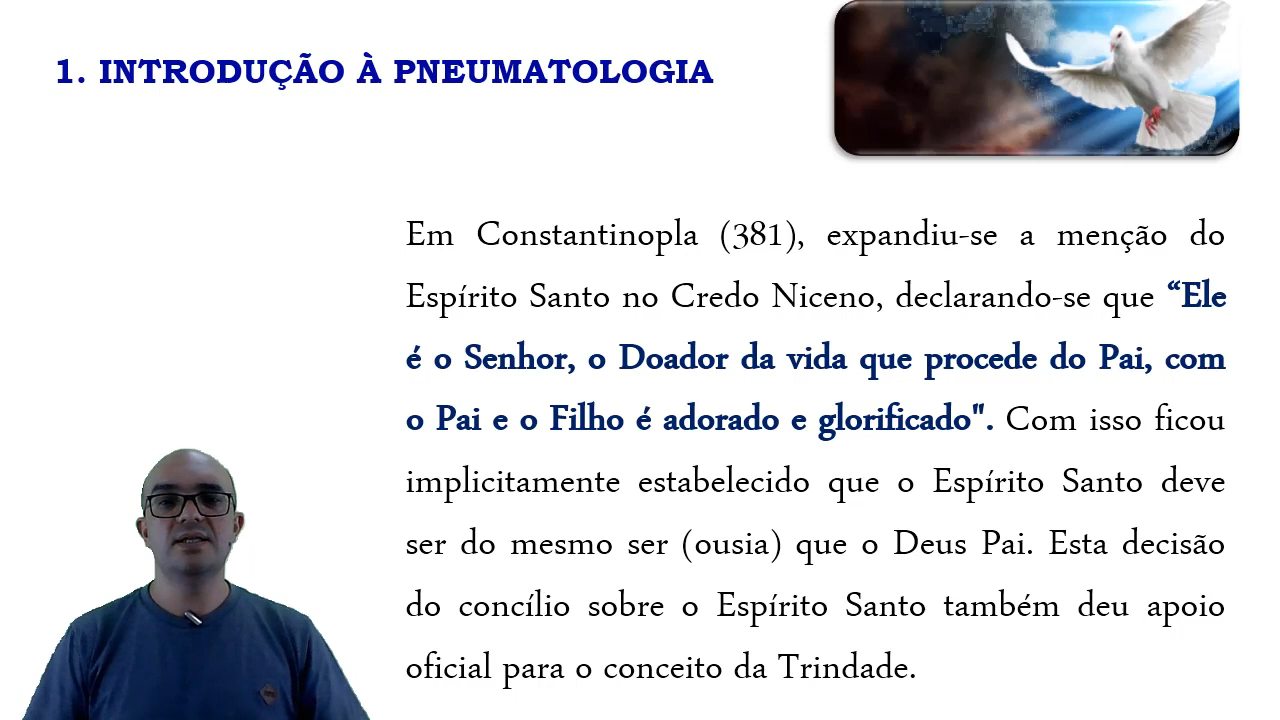 1. INTRODUÇÃO À PNEUMATOLOGIA
Em Constantinopla (381), expandiu-se a menção do
Espírito Santo no Credo Niceno, declarando-se que “Ele
é o Senhor, o Doador da vida que procede do Pai, com
o Pai e o Filho é adorado e glorificado". Com isso ficou
implicitamente estabelecido que o Espírito Santo deve
ser do mesmo ser (ousia) que o Deus Pai. Esta decisão
do concílio sobre o Espírito Santo também deu apoio
oficial para o conceito da Trindade.